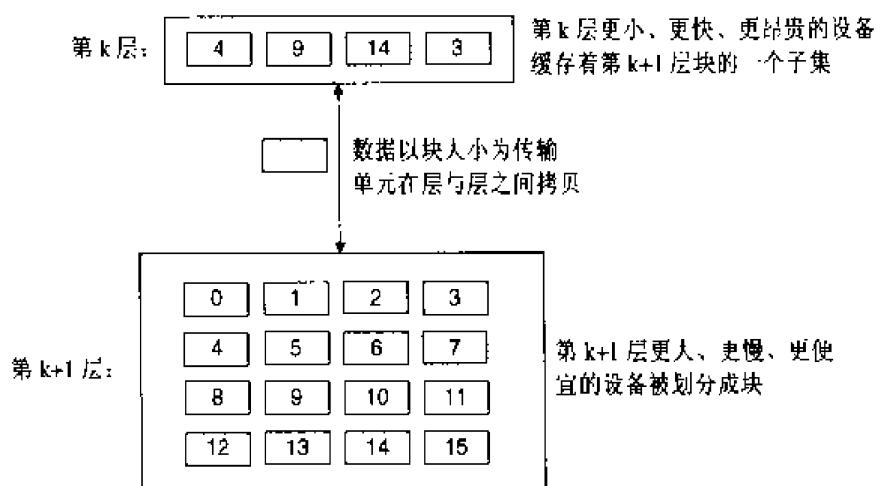 第 k 层：
4 9 14 3
第 k 层更小、更快、更昂贵的设备
缓存着第 k+1 层块的一个子集
数据以块大小为传输
单元在层与层之间拷贝
0 1 2 3
4 5 6 7
第 k+1 层：
8 9 10 11
12 13 14 15
第 k+1 层更大、更慢、更便
宜的设备被划分成块